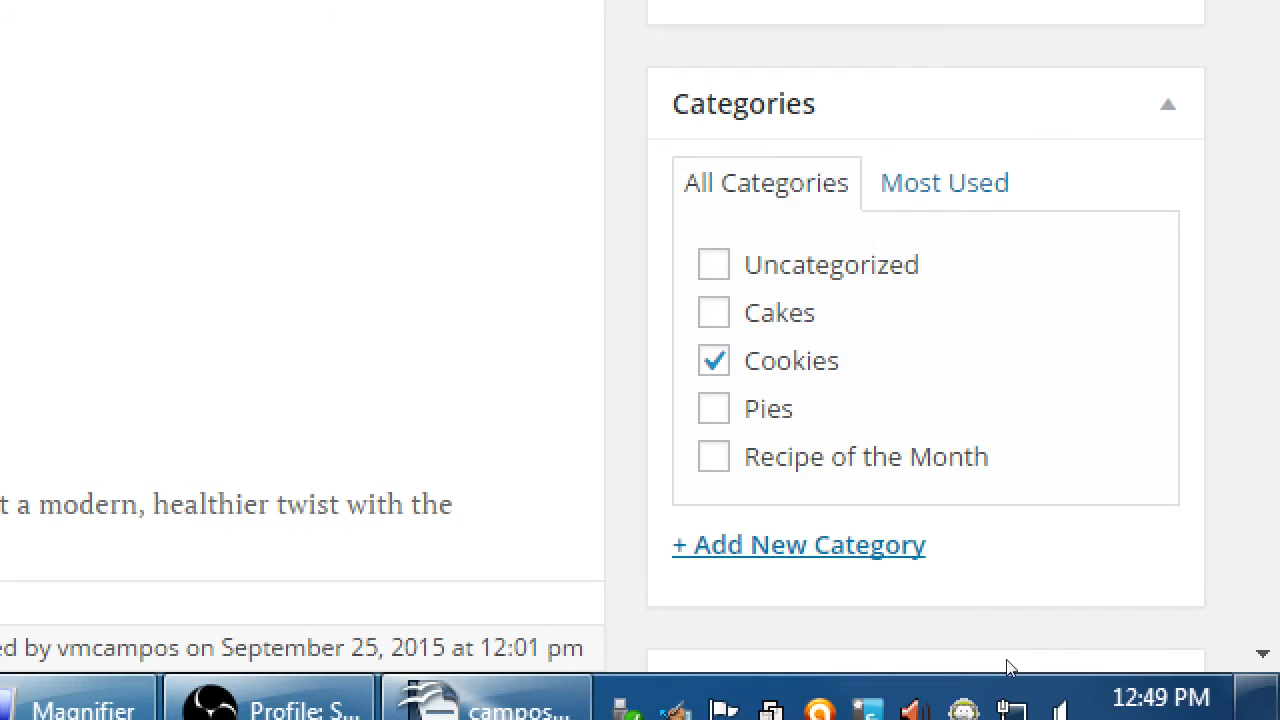 Categories
All Categories
Most Used
Uncategorized
Cakes
Cookies
Pies
Recipe of the Month
t a modern, healthier twist with the
+ Add New Category
ed by vmcampos on September 25, 2015 at 12:01 pm
Magnifier
Profile: S...
campos...
12:49 PM